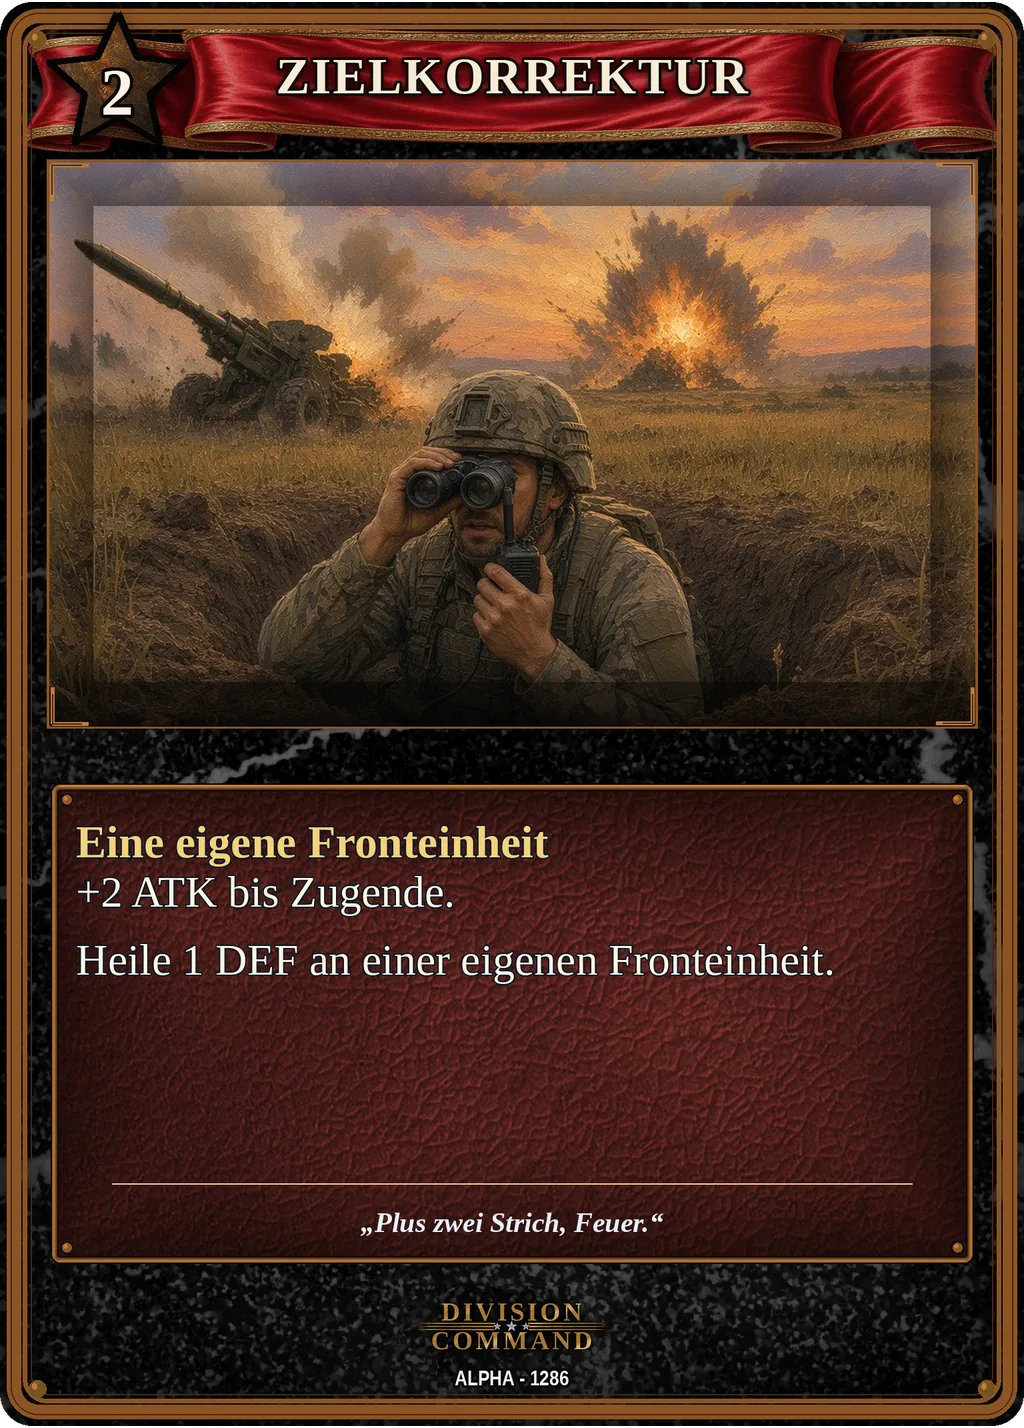 2
ZIELKORREKTUR
Eine eigene Fronteinheit
+2 ATK bis Zugende.
Heile 1 DEF an einer eigenen Fronteinheit.
„Plus zwei Strich, Feuer.“
DIVISION
COMMAND
ALPHA - 1286